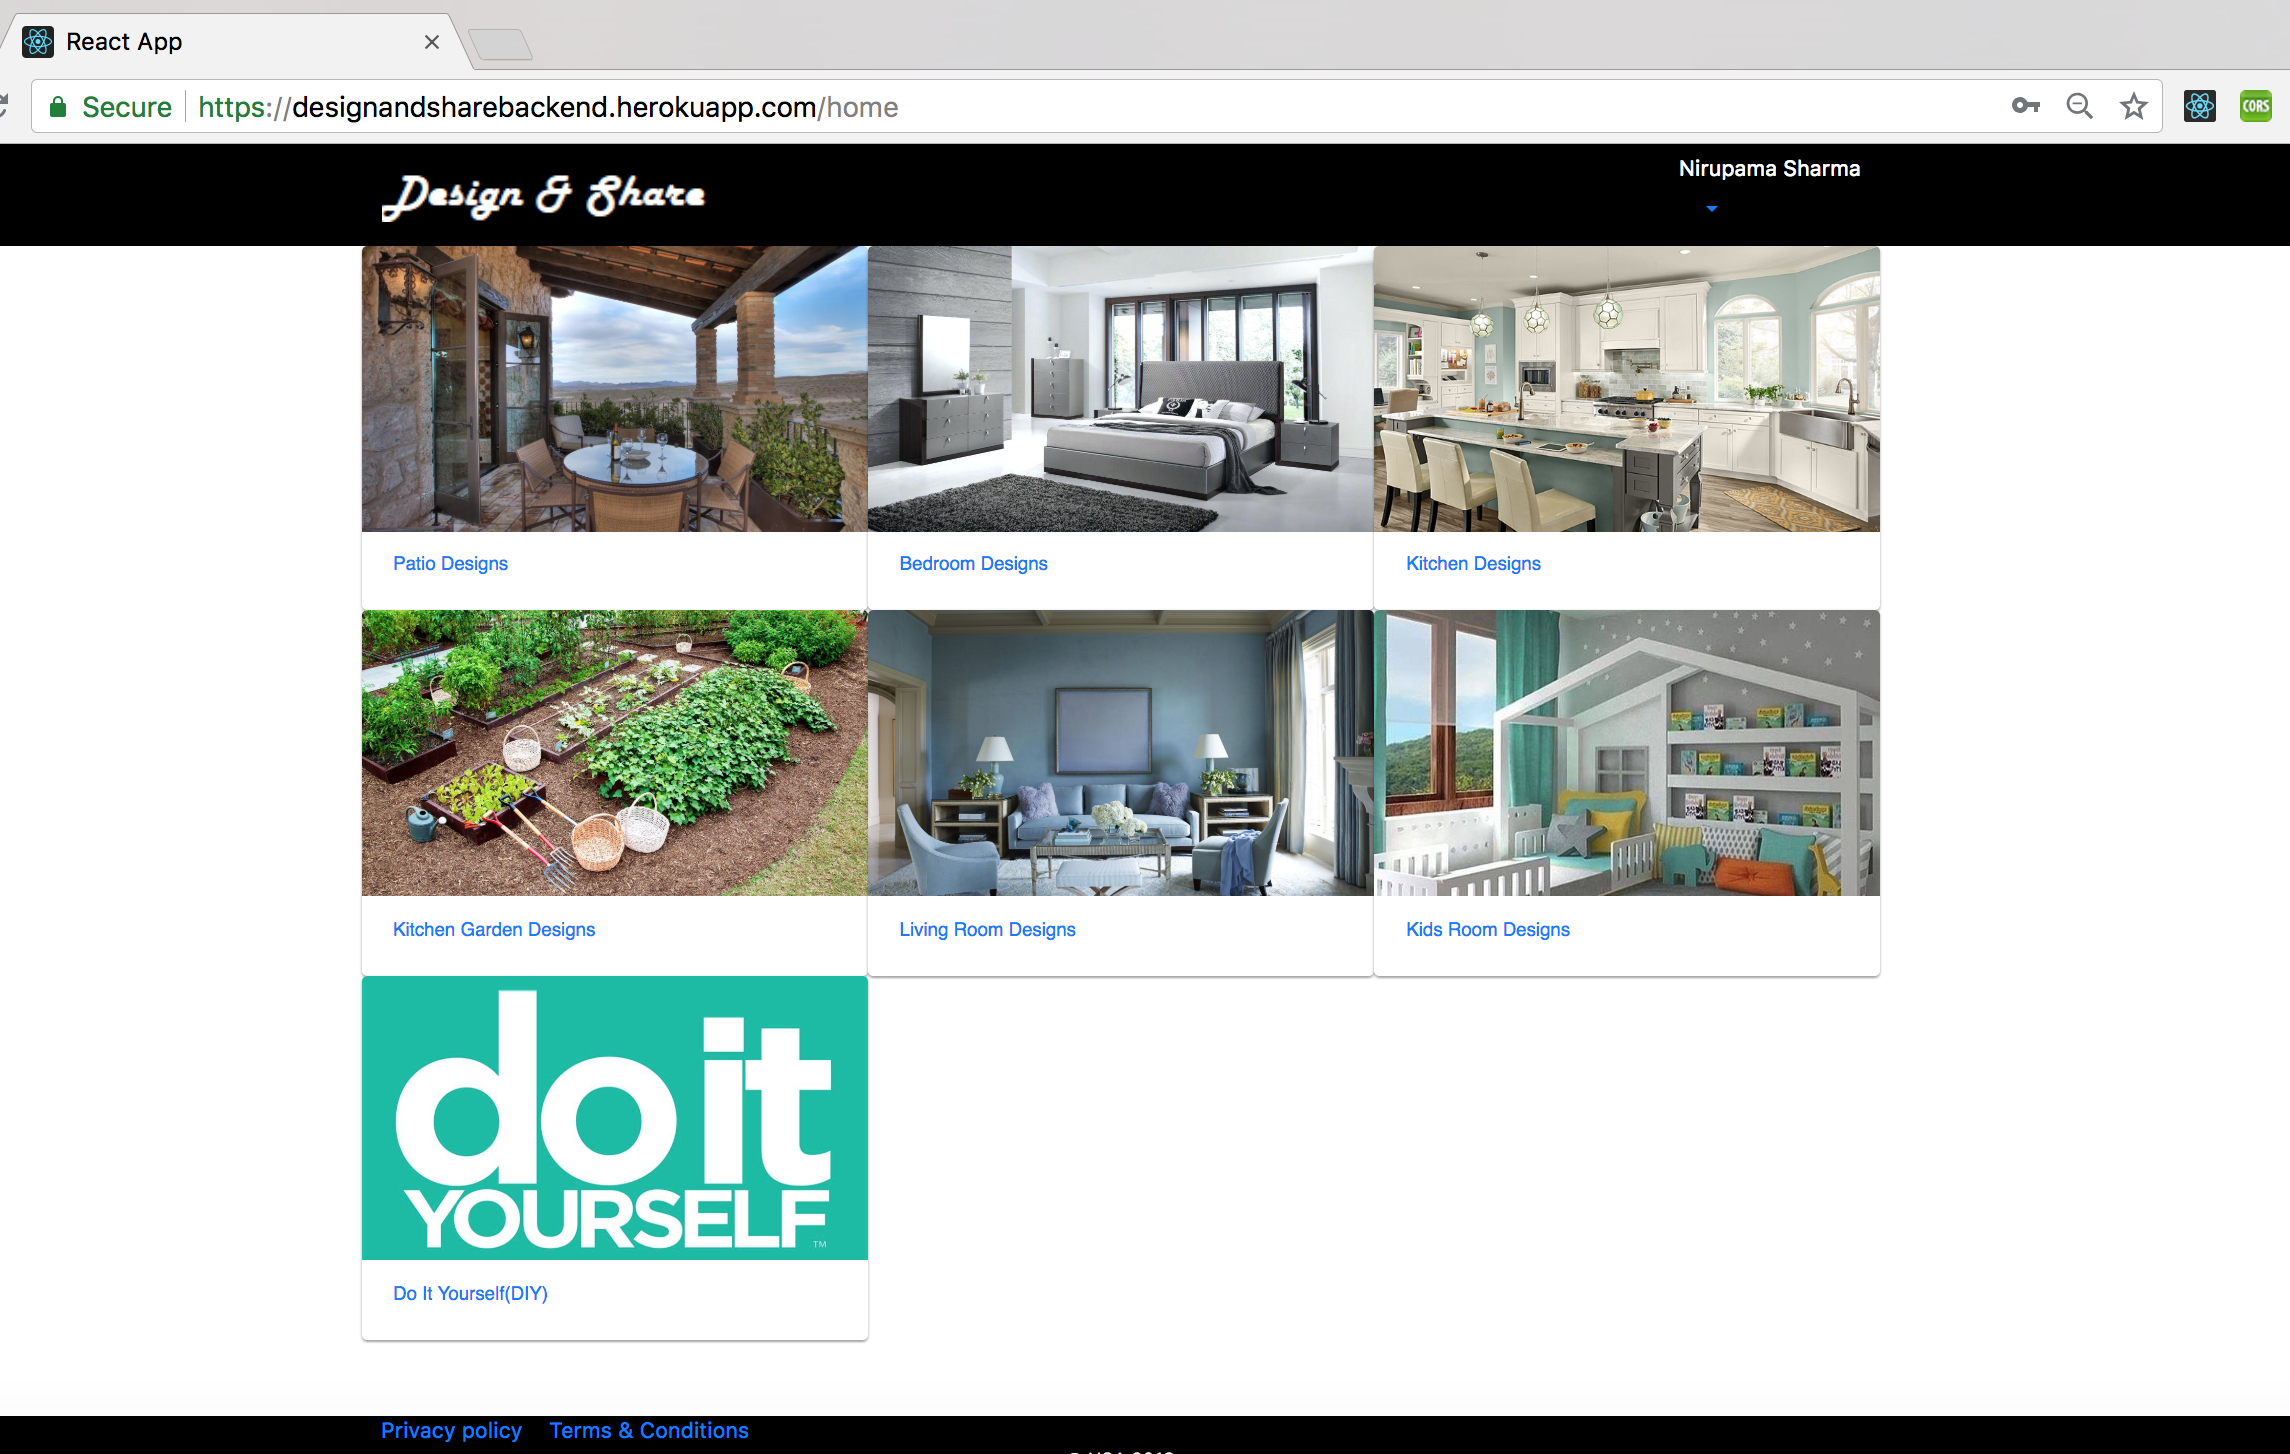 React App
Secure https://designandsharebackend.herokuapp.com/home
CORS
Design & Share
Nirupama Sharma
Patio Designs
Bedroom Designs
Kitchen Designs
Kitchen Garden Designs
Living Room Designs
Kids Room Designs
do it
YOURSELF
TM
Do It Yourself(DIY)
Privacy policy Terms & Conditions